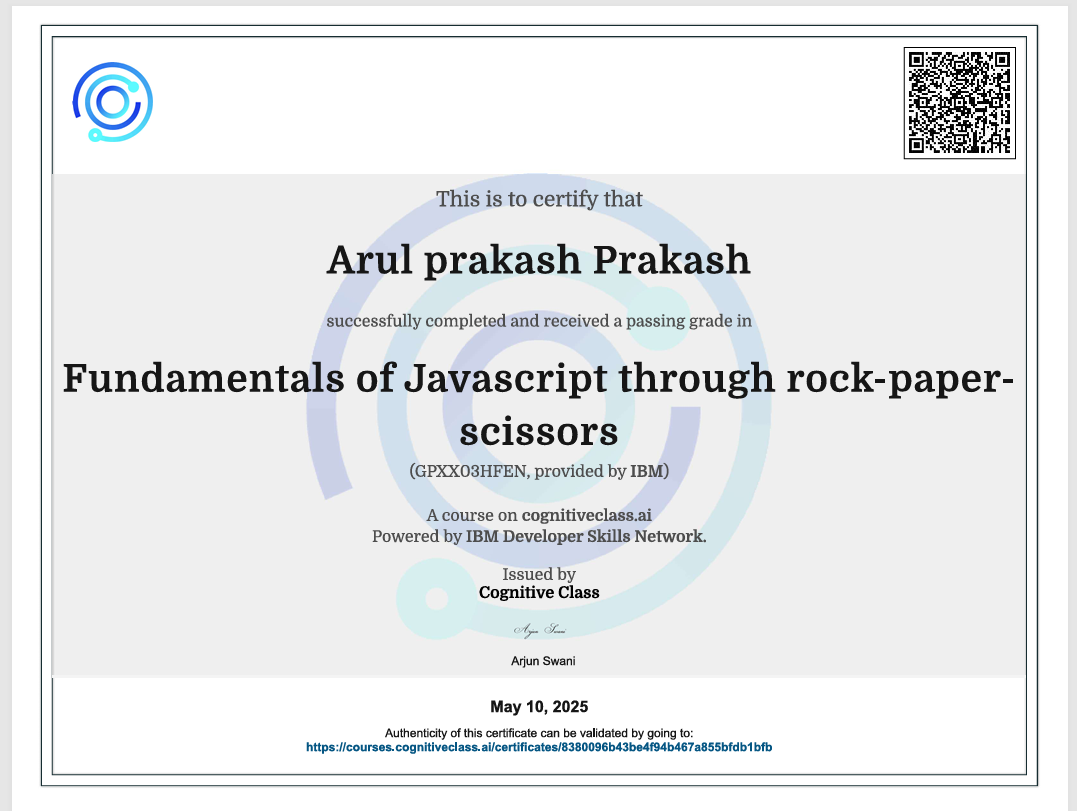 This is to certify that
Arul prakash Prakash
successfully completed and received a passing grade in
Fundamentals of Javascript through rock-paper-
scissors
(GPXX03HFEN, provided by IBM)
A course on cognitiveclass.ai
Powered by IBM Developer Skills Network.
Issued by
Cognitive Class
Arjun Swani
Arjun Swani
May 10, 2025
Authenticity of this certificate can be validated by going to:
https://courses.cognitiveclass.ai/certificates/8380096b43be4f94b467a855bfdb1bfb